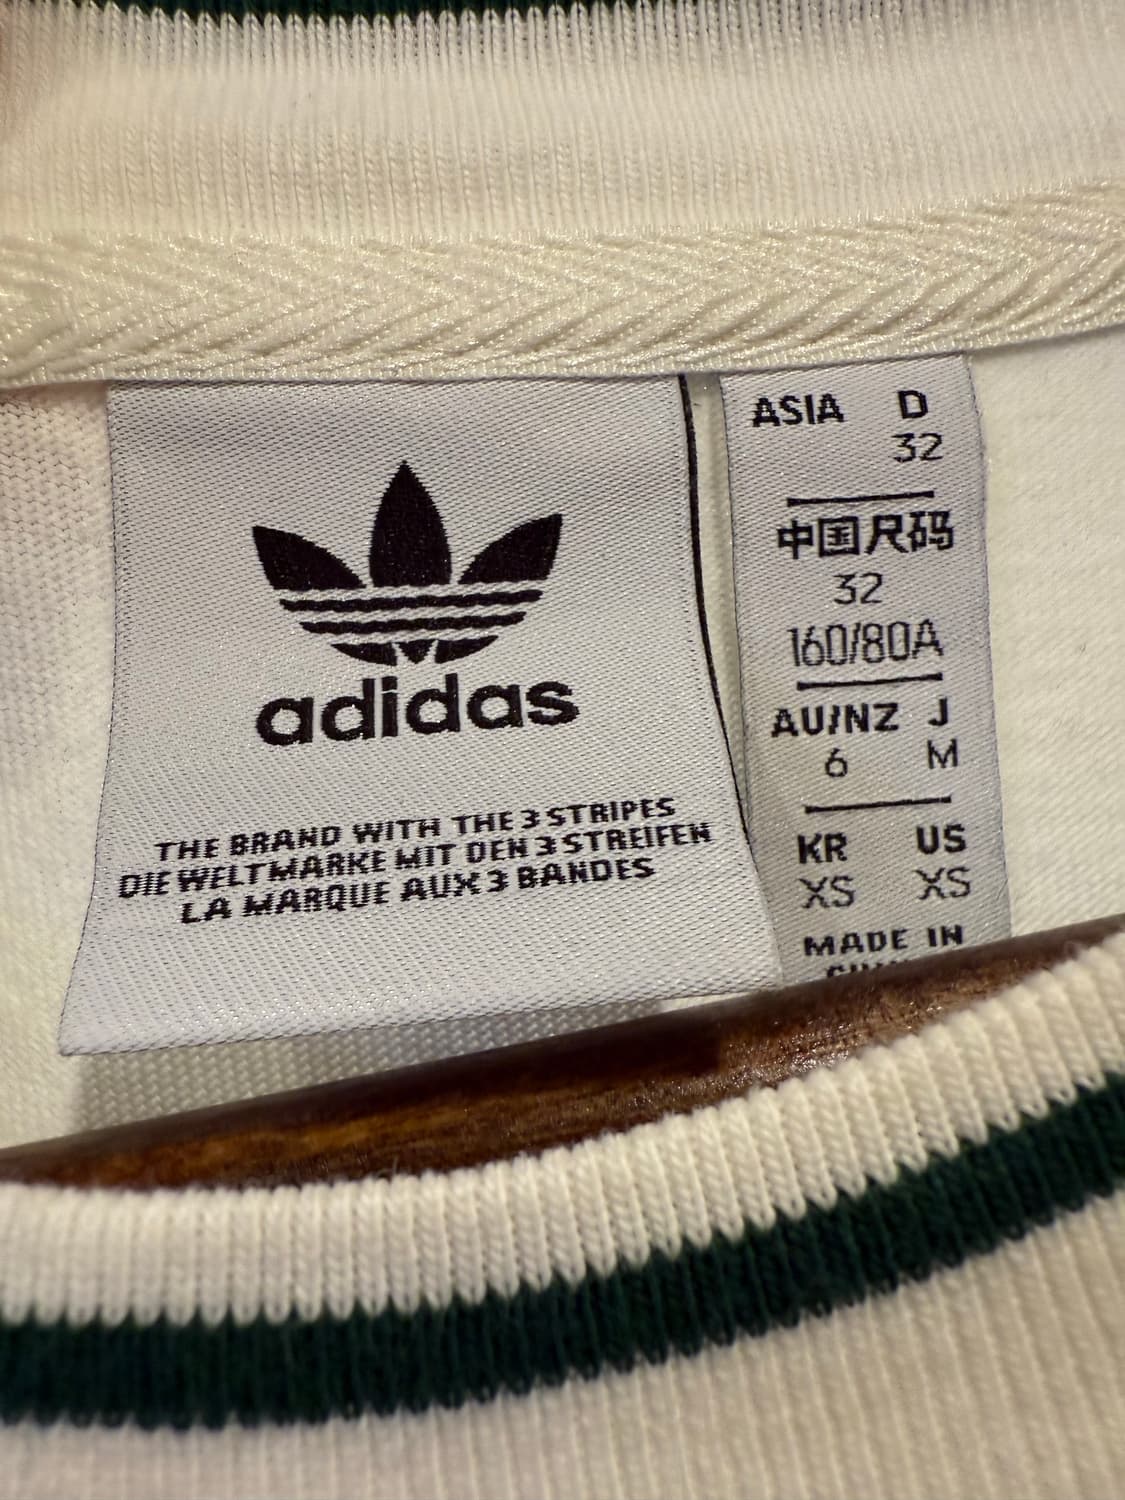 adidas
THE BRAND WITH THE 3 STRIPES
DIE WELTMARKE MIT DEN 3 STREIFEN
LA MARQUE AUX 3 BANDES
ASIA D
32
中国尺码
32
160/80A
AU/NZ J
6 M
KR US
XS XS
MADE IN